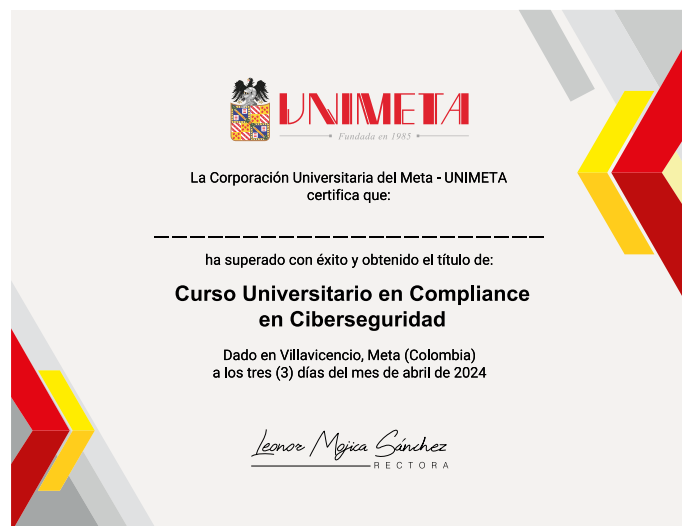 UNIMETA
Fundada en 1985
La Corporación Universitaria del Meta - UNIMETA
certifica que:
ha superado con éxito y obtenido el título de:
Curso Universitario en Compliance
en Ciberseguridad
Dado en Villavicencio, Meta (Colombia)
a los tres (3) días del mes de abril de 2024
Leonor Mojica Sánchez
RECTORA